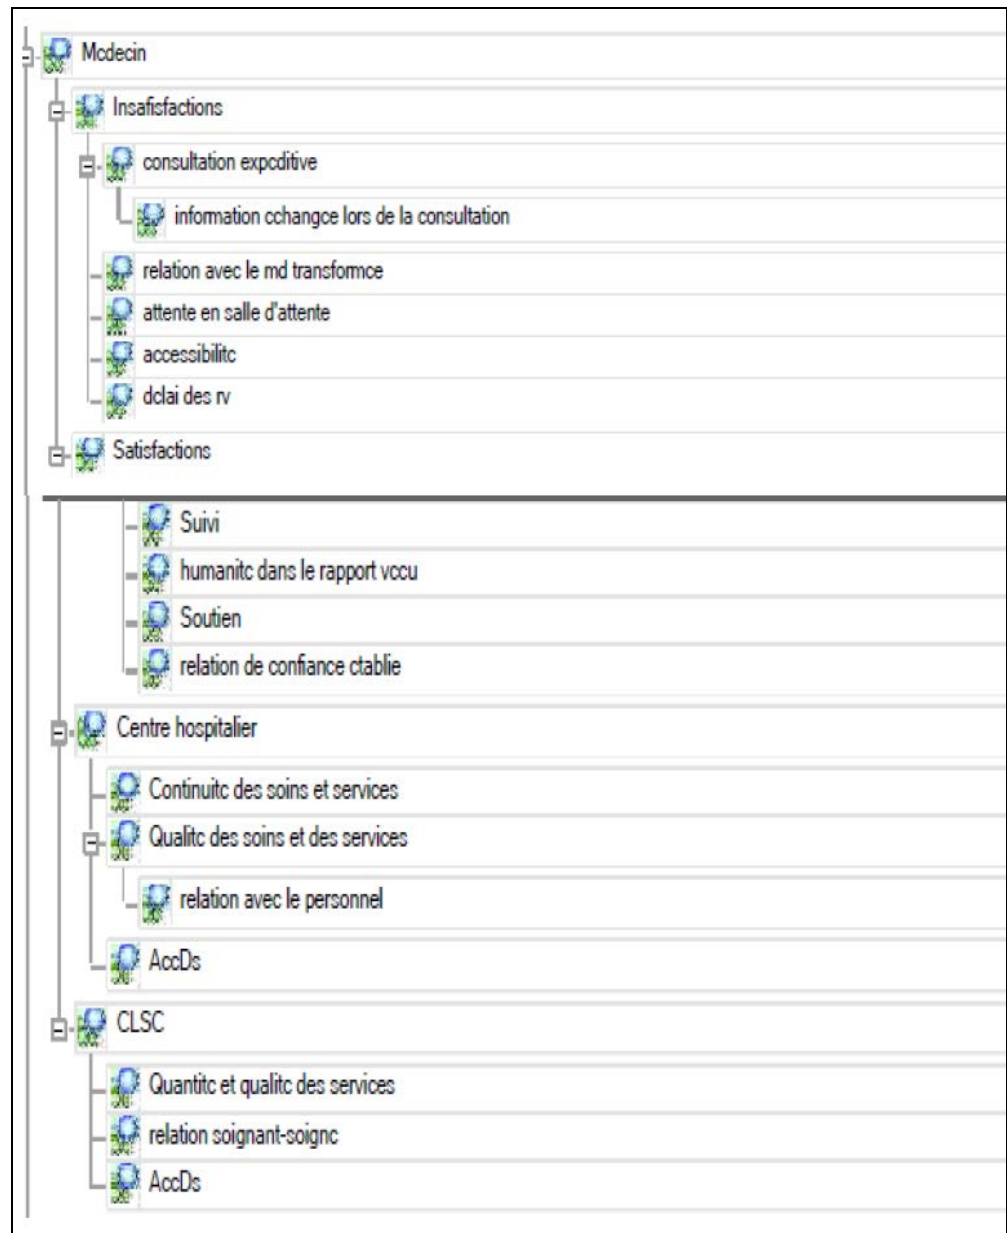 Mcdecin
Insafisfactions
consultation expcditive
information cchangce lors de la consultation
relation avec le md transformce
attente en salle d'attente
accessibilitc
dclai des rv
Satisfactions
Suivi
humanitc dans le rapport vccu
Soutien
relation de confiance ctablie
Centre hospitalier
Continuitc des soins et services
Qualitc des soins et des services
relation avec le personnel
AccDs
CLSC
Quantitc et qualitc des services
relation soignant-soignc
AccDs